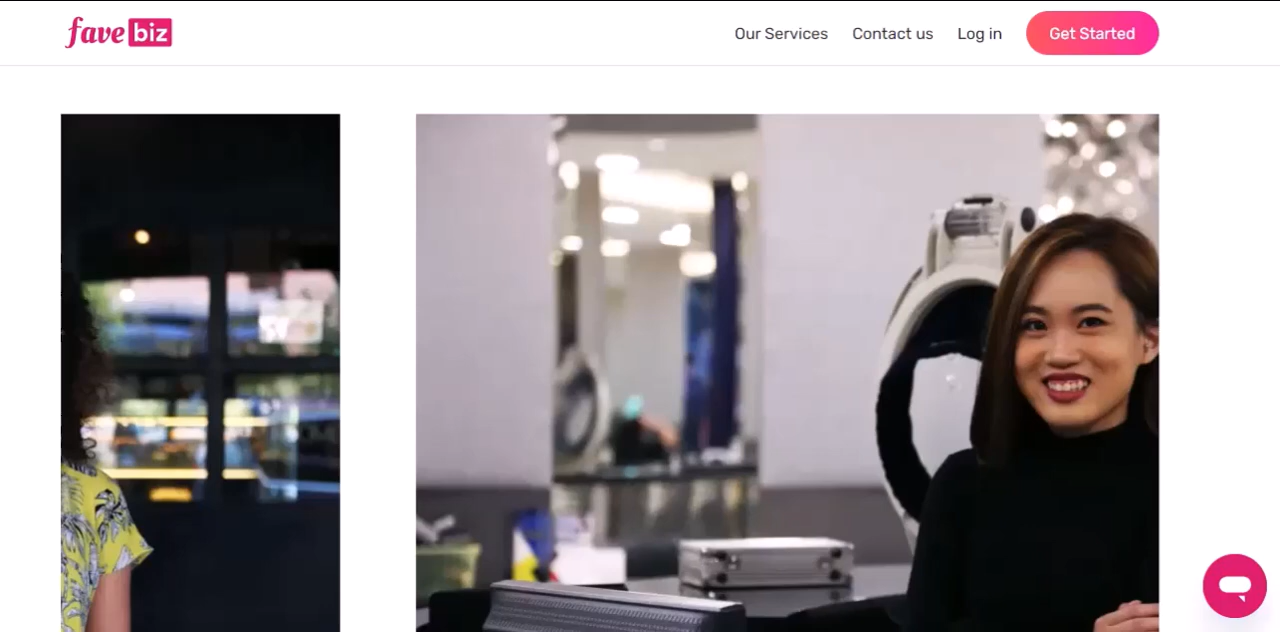 fave biz
Our Services
Contact us
Log in
Get Started